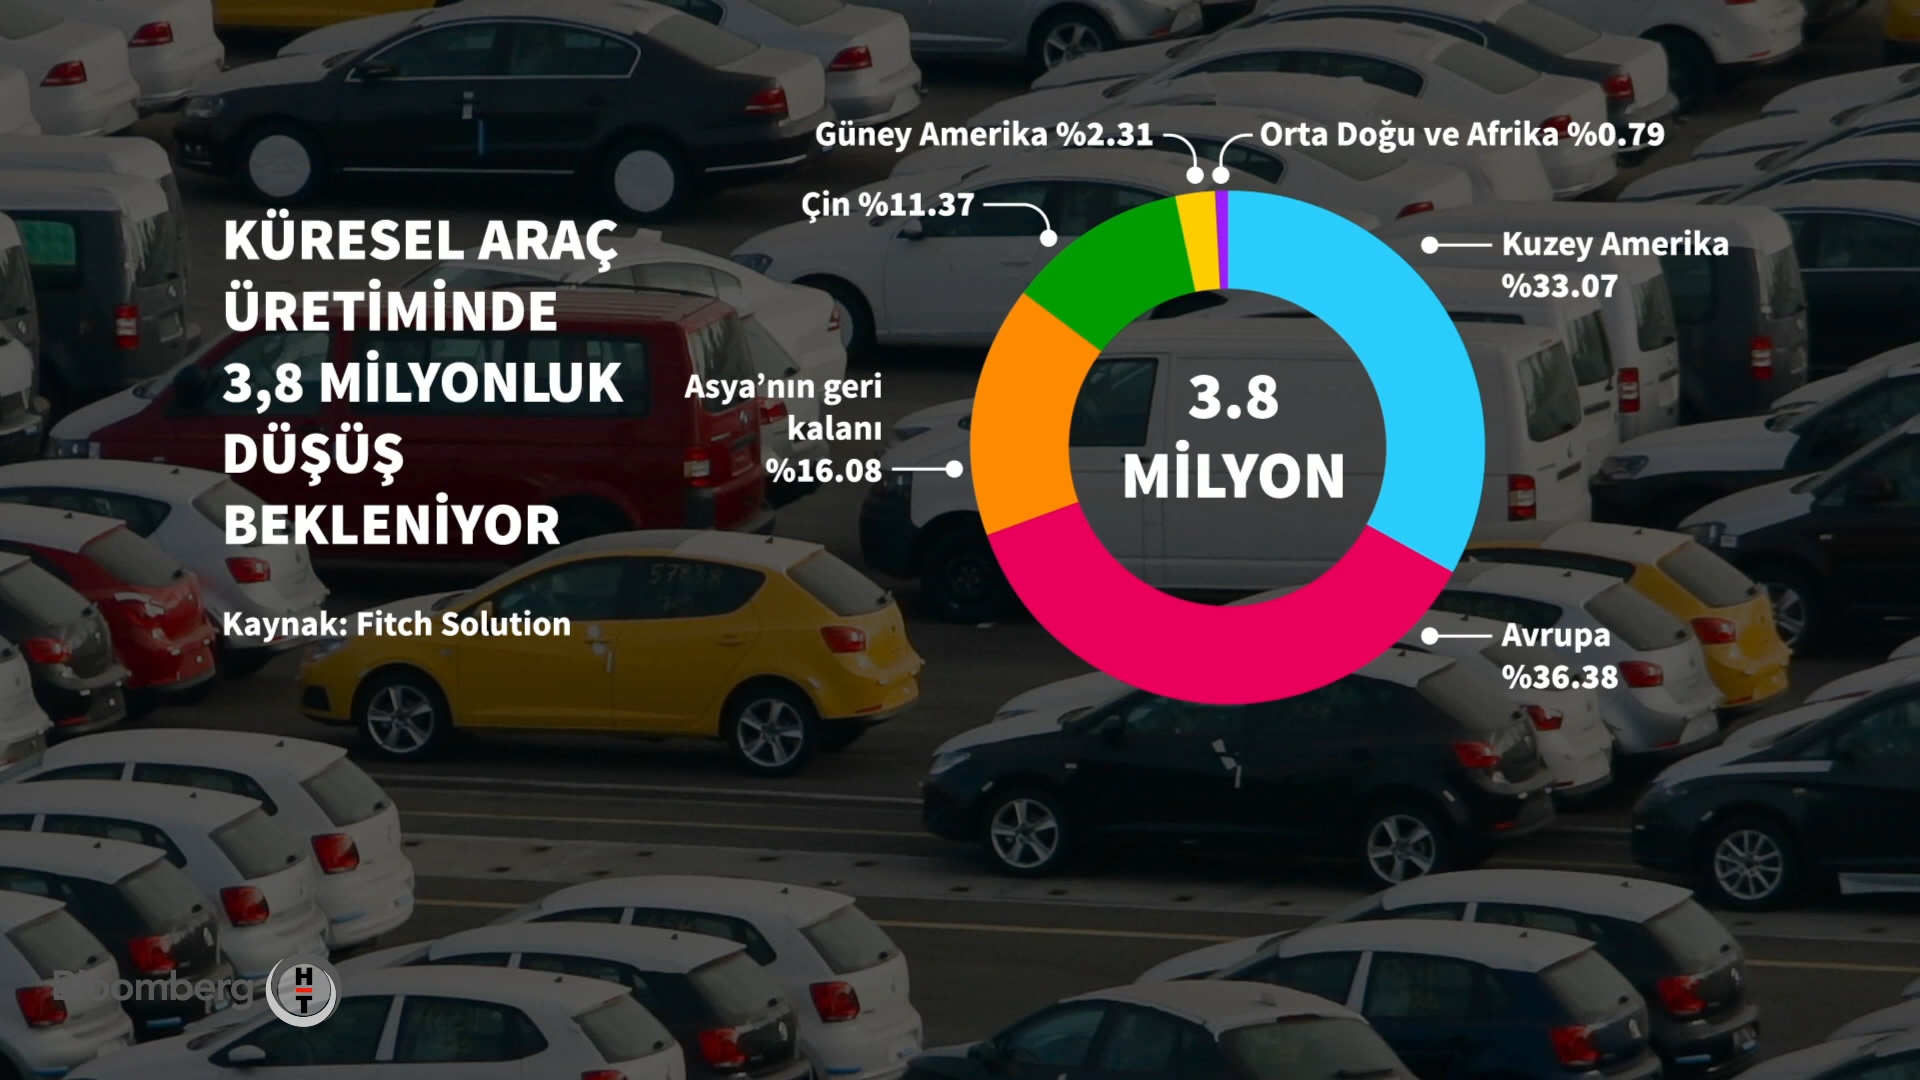 KÜRESEL ARAÇ
ÜRETİMİNDE
3,8 MİLYONLUK
DÜŞÜŞ
BEKLENİYOR
Kaynak: Fitch Solution
Güney Amerika %2.31
Orta Doğu ve Afrika %0.79
Çin %11.37
Kuzey Amerika
%33.07
Asya’nın geri
kalanı
%16.08
3.8
MİLYON
Avrupa
%36.38
Bloomberg HT